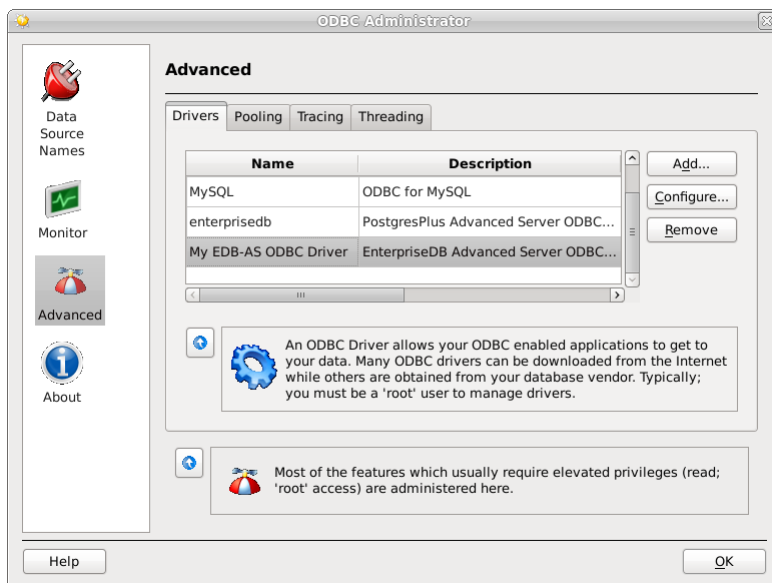 ODBC Administrator
Data
Source
Names
Monitor
Advanced
About
Advanced
Drivers Pooling Tracing Threading
Name Description
MySQL ODBC for MySQL
enterprisedb PostgresPlus Advanced Server ODBC...
My EDB-AS ODBC Driver EnterpriseDB Advanced Server ODBC...
Add...
Configure...
Remove
An ODBC Driver allows your ODBC enabled applications to get to
your data. Many ODBC drivers can be downloaded from the Internet
while others are obtained from your database vendor. Typically;
you must be a 'root' user to manage drivers.
Most of the features which usually require elevated privileges (read;
'root' access) are administered here.
Help
OK